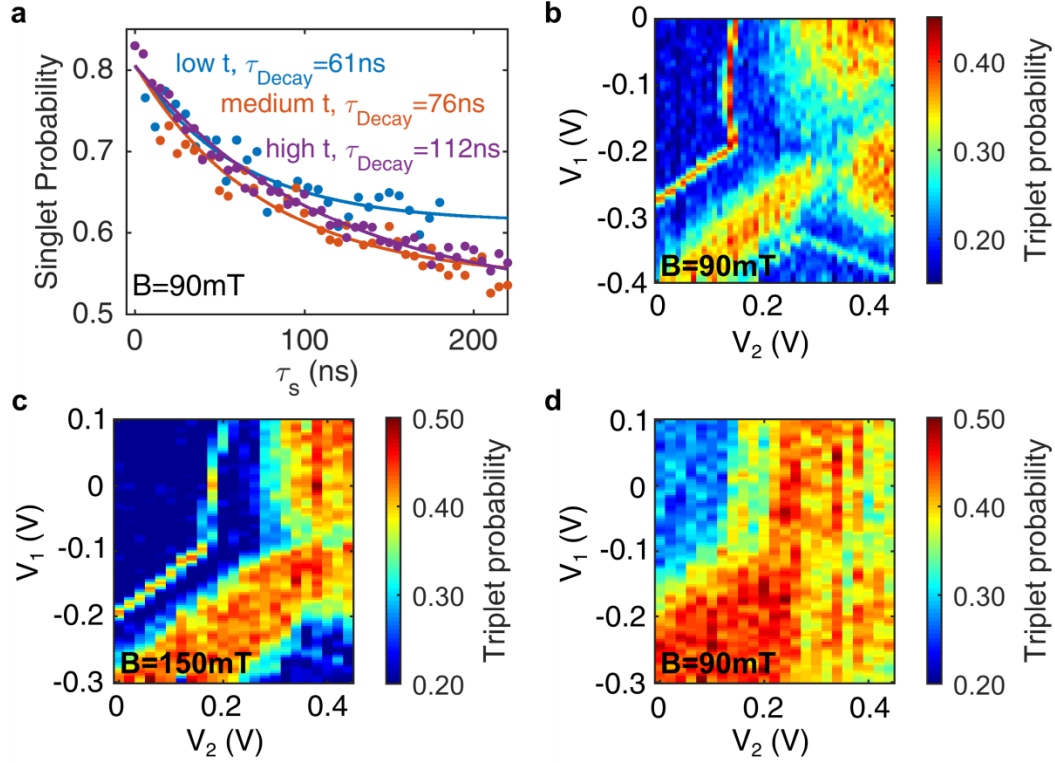 a
Singlet Probability
0.8
0.7
0.6
0.5
low t, τDecay=61ns
medium t, τDecay=76ns
high t, τDecay=112ns
B=90mT
0
100
200
τs (ns)
b
V1 (V)
0
-0.1
-0.2
-0.3
-0.4
B=90mT
0
0.2
0.4
V2 (V)
0.40
0.30
0.20
Triplet probability
c
V1 (V)
0.1
0
-0.1
-0.2
-0.3
B=150mT
0
0.2
0.4
V2 (V)
0.50
0.40
0.30
0.20
Triplet probability
d
V1 (V)
0.1
0
-0.1
-0.2
-0.3
B=90mT
0
0.2
0.4
V2 (V)
0.50
0.40
0.30
0.20
Triplet probability